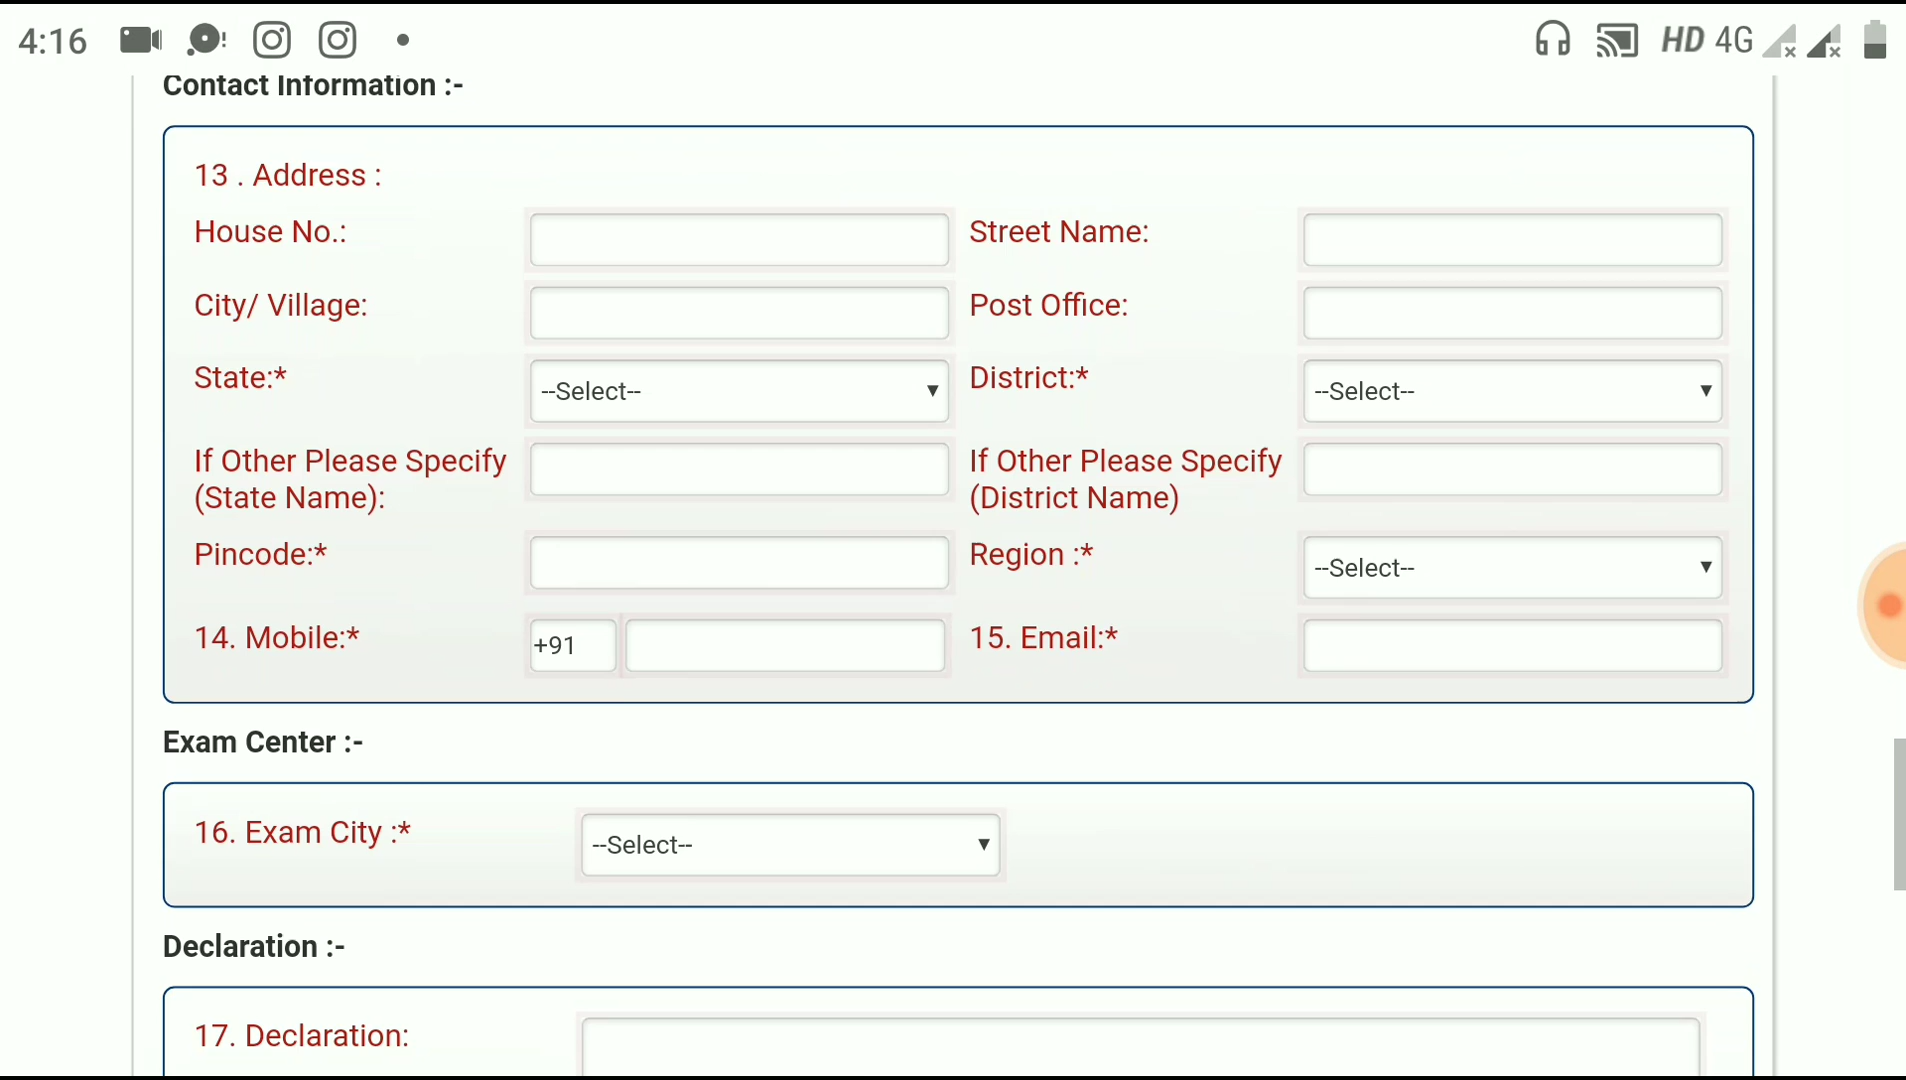 4:16 HD 4G
Contact Information :-
13 . Address :
House No.: Street Name:
City/ Village: Post Office:
State:* --Select-- District:* --Select--
If Other Please Specify If Other Please Specify
(State Name): (District Name)
Pincode:* Region :* --Select--
14. Mobile:* +91 15. Email:*
Exam Center :-
16. Exam City :* --Select--
Declaration :-
17. Declaration: